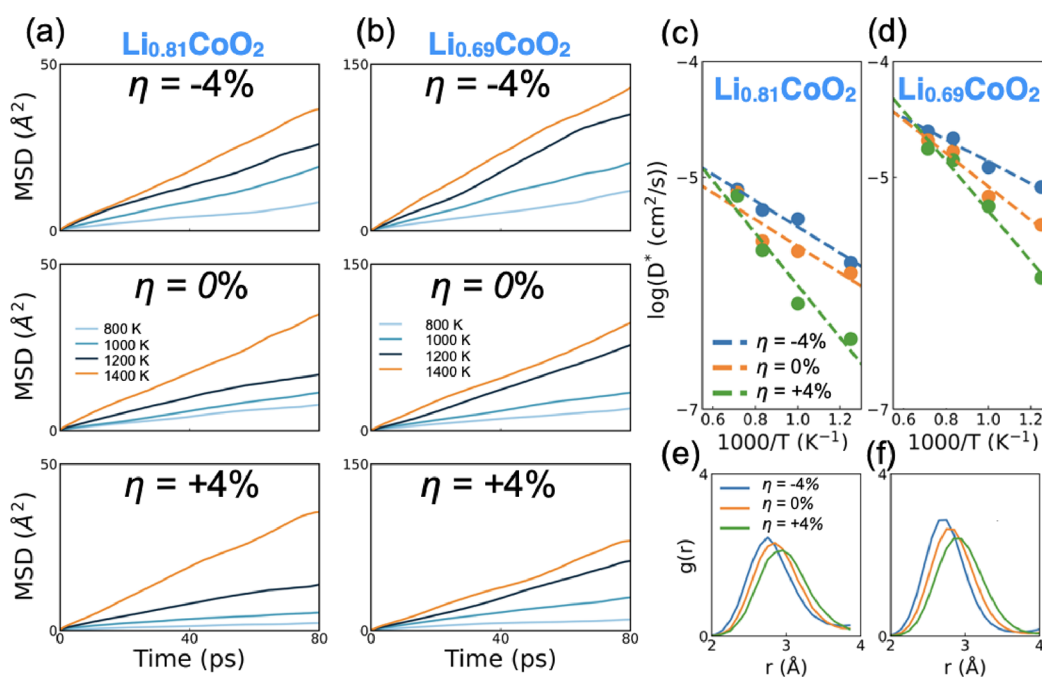 (a)
Li0.81CoO2
50
η = -4%
MSD (Å2)
0
50
η = 0%
MSD (Å2)
800 K
1000 K
1200 K
1400 K
0
50
η = +4%
MSD (Å2)
0
0
40
80
Time (ps)
(b)
Li0.69CoO2
150
η = -4%
0
150
η = 0%
800 K
1000 K
1200 K
1400 K
0
150
η = +4%
0
0
40
80
Time (ps)
(c)
−4
Li0.81CoO2
−5
log(D* (cm2/s))
η = -4%
η = 0%
η = +4%
−7
0.6 0.8 1.0 1.2
1000/T (K−1)
(d)
−4
Li0.69CoO2
−5
−7
0.6 0.8 1.0 1.2
1000/T (K−1)
(e)
4
η = -4%
η = 0%
η = +4%
g(r)
0
2 3 4
r (Å)
(f)
4
0
2 3 4
r (Å)